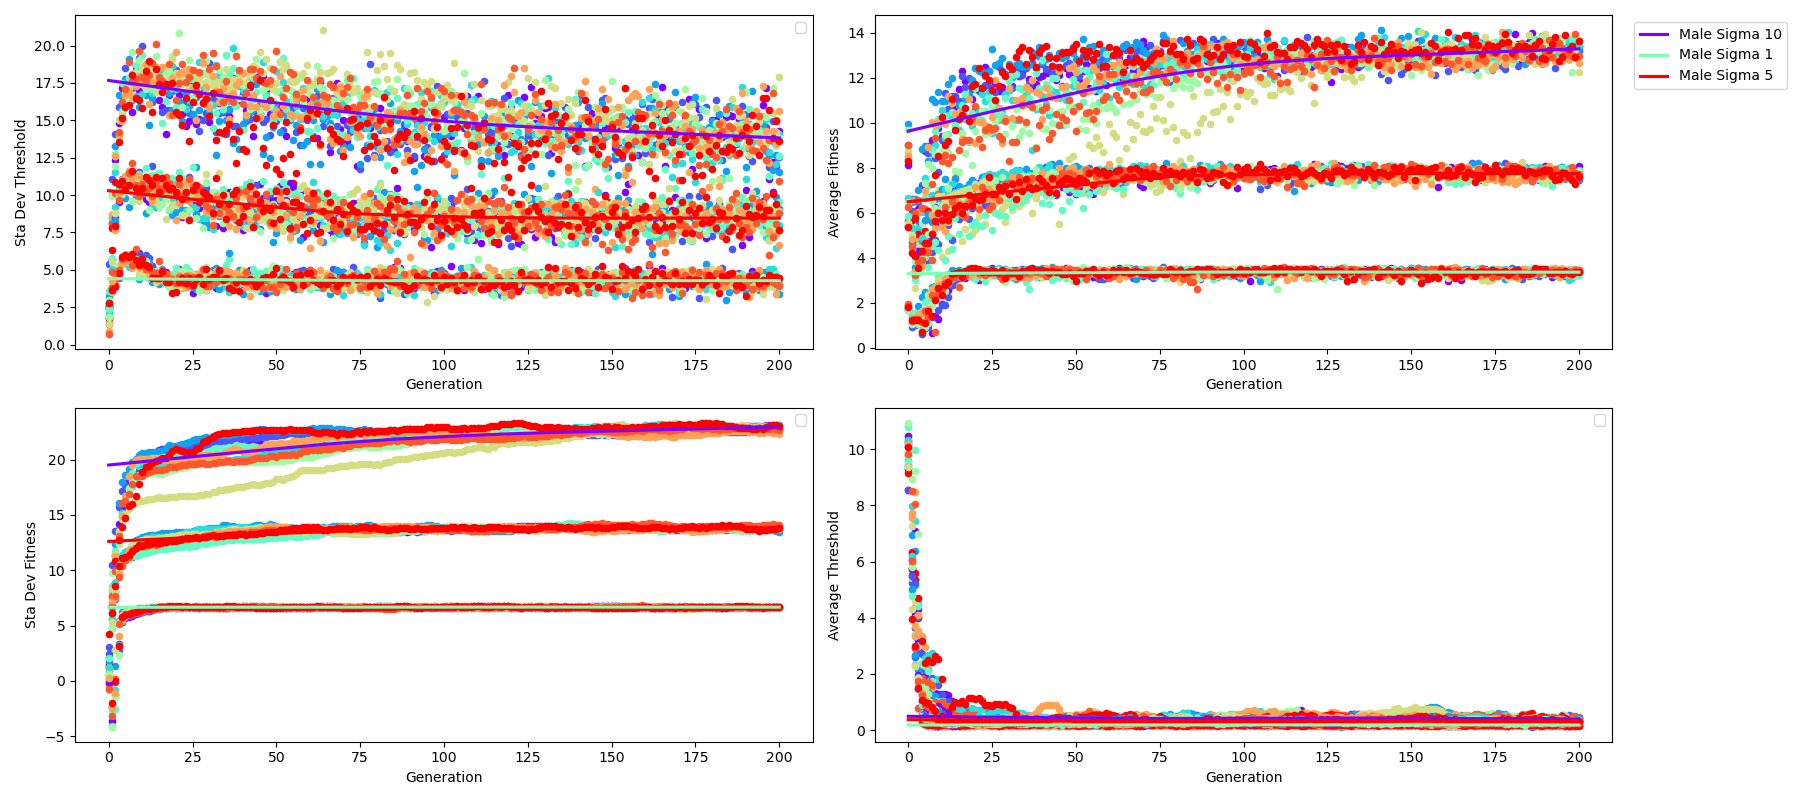 20.0
17.5
15.0
12.5
10.0
7.5
5.0
2.5
0.0
Sta Dev Threshold
0 25 50 75 100 125 150 175 200
Generation
14
12
10
8
6
4
2
0
Average Fitness
0 25 50 75 100 125 150 175 200
Generation
Male Sigma 10
Male Sigma 1
Male Sigma 5
20
15
10
5
0
−5
Sta Dev Fitness
0 25 50 75 100 125 150 175 200
Generation
10
8
6
4
2
0
Average Threshold
0 25 50 75 100 125 150 175 200
Generation